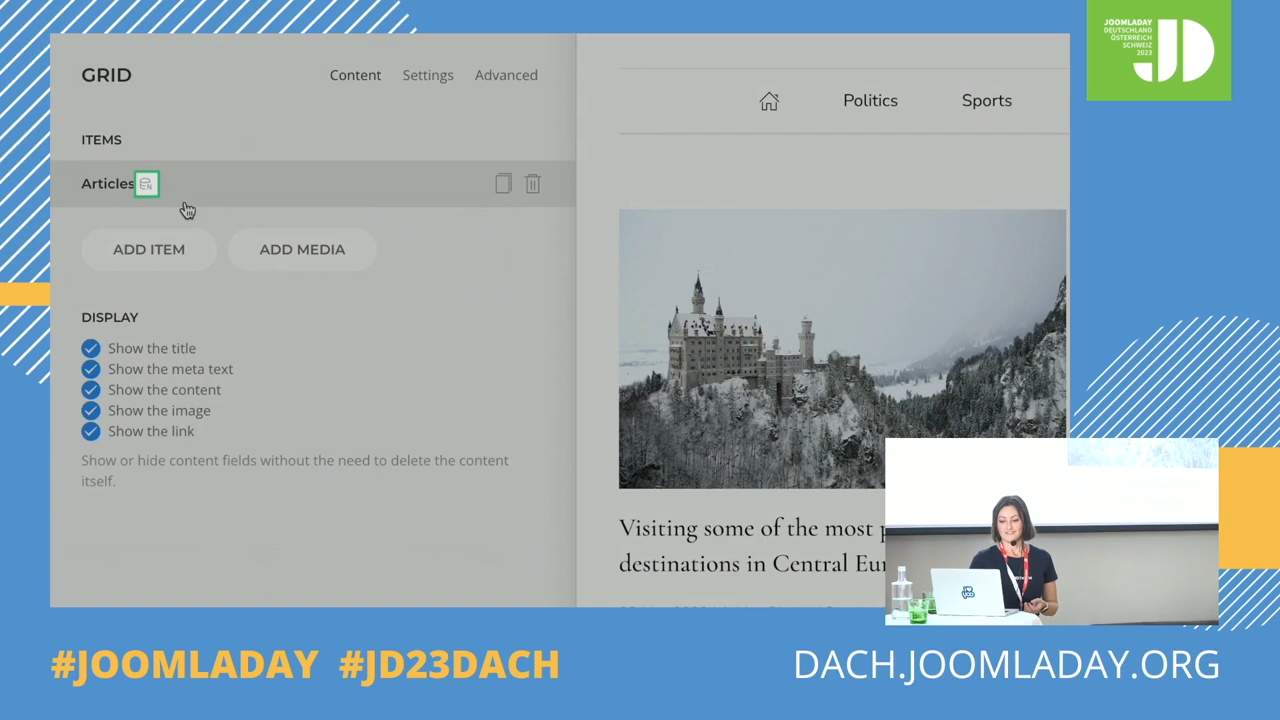 JOOMLADAY
DEUTSCHLAND
ÖSTERREICH
SCHWEIZ
2023
JD
GRID
Content Settings Advanced
ITEMS
Articles N
ADD ITEM ADD MEDIA
DISPLAY
Show the title
Show the meta text
Show the content
Show the image
Show the link
Show or hide content fields without the need to delete the content
itself.
Politics Sports
Visiting some of the most
destinations in Central
#JOOMLADAY #JD23DACH
DACH.JOOMLADAY.ORG